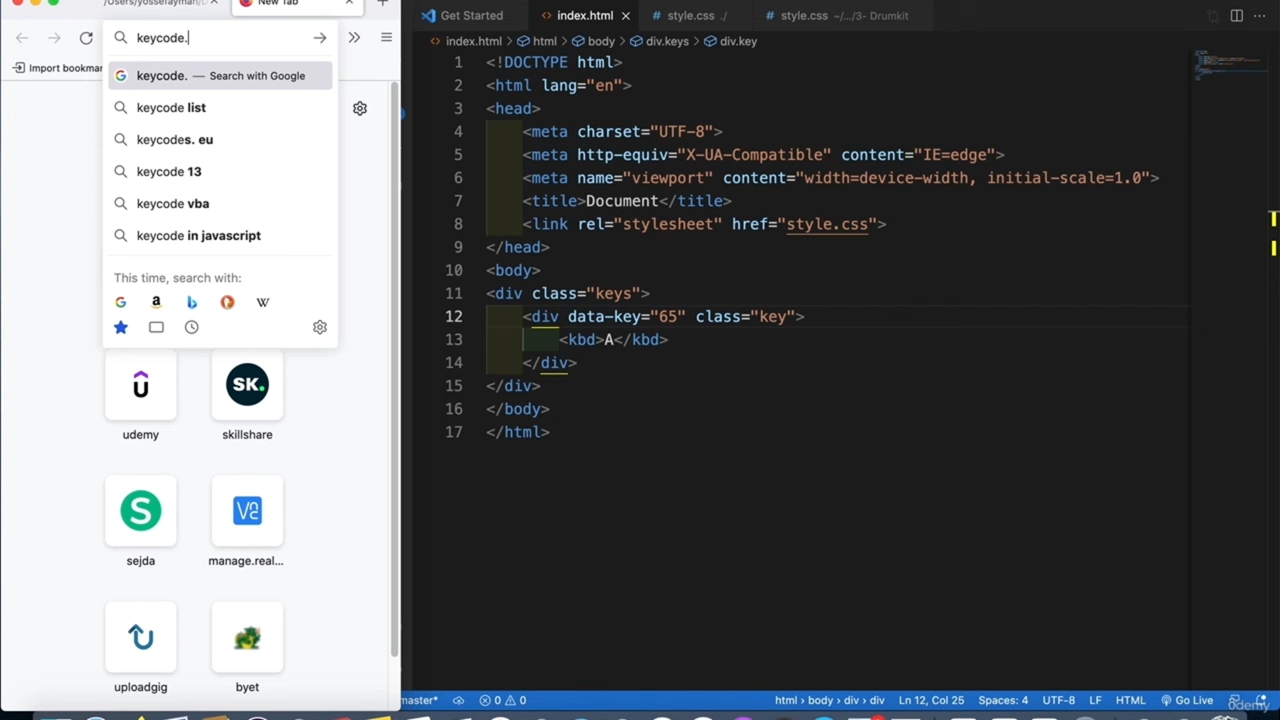 /Users/yossefayman/
New Tab
keycode.
Import bookmar
keycode. — Search with Google
keycode list
keycodes. eu
keycode 13
keycode vba
keycode in javascript
This time, search with:
udemy
SK.
skillshare
S
sejda
manage.real...
uploadgig
byet
Get Started
index.html
style.css ./
style.css ~/.../3- Drumkit
index.html > html > body > div.keys > div.key
1 <!DOCTYPE html>
2 <html lang="en">
3 <head>
4 <meta charset="UTF-8">
5 <meta http-equiv="X-UA-Compatible" content="IE=edge">
6 <meta name="viewport" content="width=device-width, initial-scale=1.0">
7 <title>Document</title>
8 <link rel="stylesheet" href="style.css">
9 </head>
10 <body>
11 <div class="keys">
12 <div data-key="65" class="key">
13 <kbd>A</kbd>
14 </div>
15 </div>
16 </body>
17 </html>
master* 0 0 html > body > div > div Ln 12, Col 25 Spaces: 4 UTF-8 LF HTML Go Live
udemy